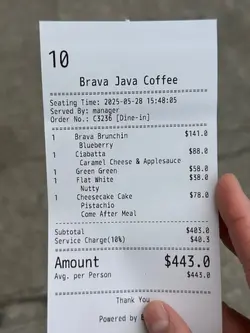 10
Brava Java Coffee
Seating Time: 2025-05-28 15:48:05
Served By: manager
Order No.: C3236 [Dine-in]
1 Brava Brunchin $141.0
Blueberry
1 Ciabatta $88.0
Caramel Cheese & Applesauce
1 Green Green $58.0
1 Flat White $38.0
Nutty
1 Cheesecake Cake $78.0
Pistachio
Come After Meal
Subtotal $403.0
Service Charge(10%) $40.3
Amount $443.0
Avg. per Person $443.0
Thank You
Powered by